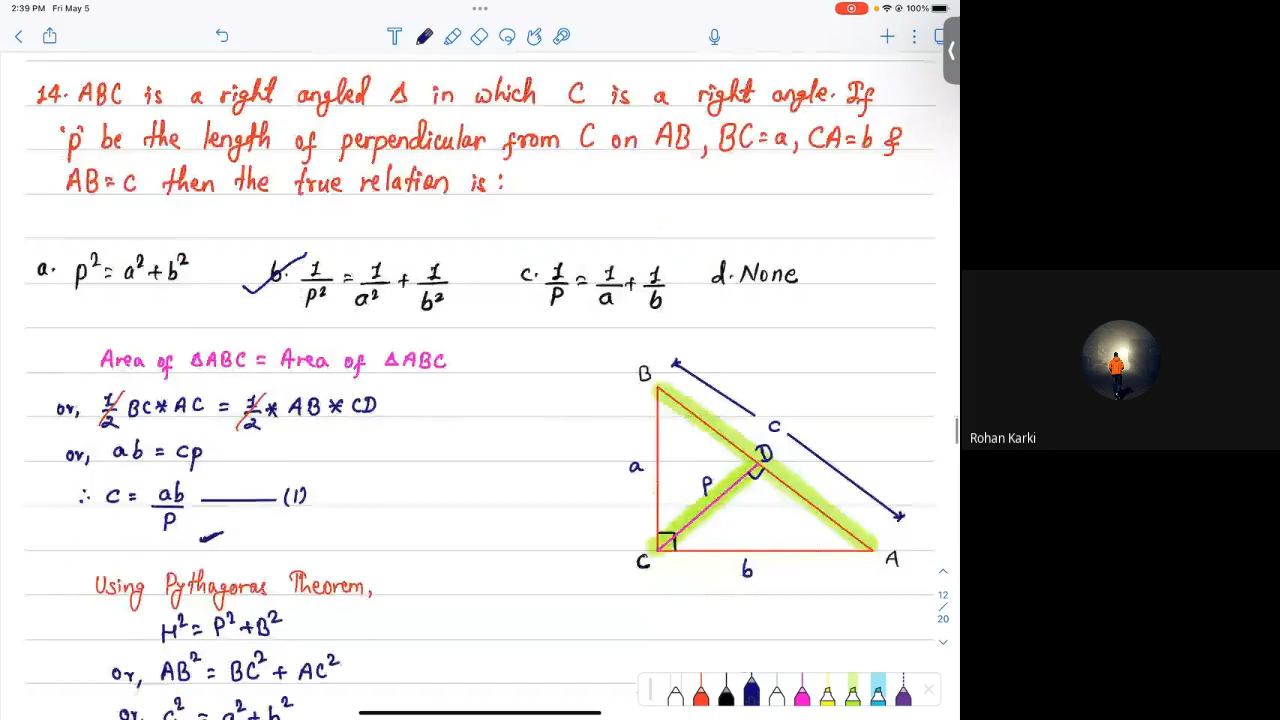 2:39 PM Fri May 5
100%
14. ABC is a right angled Δ in which C is a right angle. If
'p' be the length of perpendicular from C on AB, BC=a, CA=b &
AB=c then the true relation is:
a. p² = a² + b² b. 1/p² = 1/a² + 1/b² c. 1/p = 1/a + 1/b d. None
Area of ΔABC = Area of ΔABC
or, 1/2 BC * AC = 1/2 * AB * CD
or, ab = cp
∴ c = ab/p ——— (1)
Using Pythagoras Theorem,
H² = P² + B²
or, AB² = BC² + AC²
or, c² = a² + b²
B
c
D
a
p
C
b
A
12
/
20
Rohan Karki